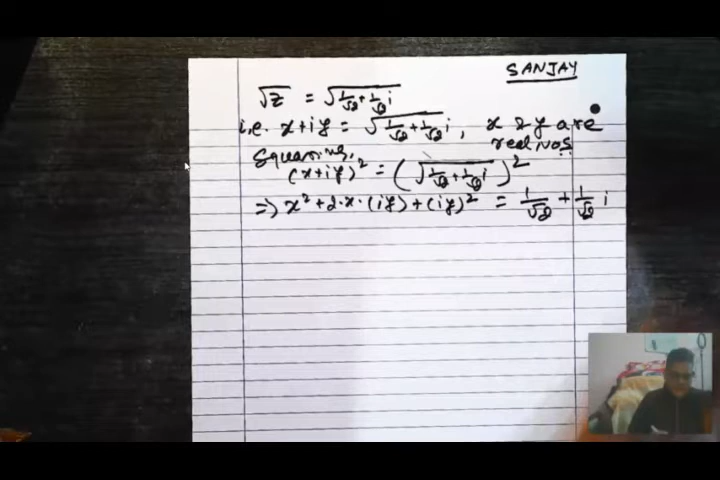 SANJAY
√z = √(1/√2 + 1/√2 i)
i.e. x+iy = √(1/√2 + 1/√2 i), x & y are real nos.
Squaring,
(x+iy)² = (√(1/√2 + 1/√2 i))²
⇒ x² + 2·x·(iy) + (iy)² = 1/√2 + 1/√2 i